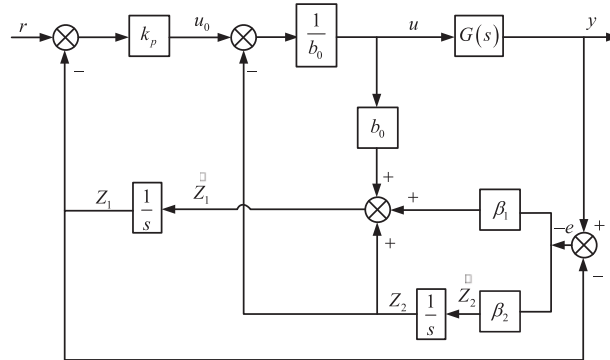 r
−
k_p
u_0
−
1/b_0
u
G(s)
y
b_0
+
Z_1
1/s
Ż_1
+
+
β_1
−e
+
−
Z_2
1/s
Ż_2
β_2
−